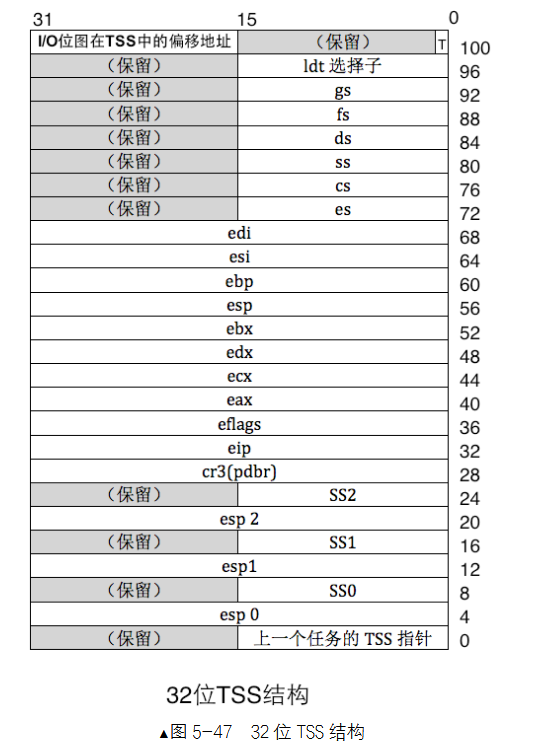 31 15 0
I/O位图在TSS中的偏移地址 （保留） T 100
（保留） ldt 选择子 96
（保留） gs 92
（保留） fs 88
（保留） ds 84
（保留） ss 80
（保留） cs 76
（保留） es 72
edi 68
esi 64
ebp 60
esp 56
ebx 52
edx 48
ecx 44
eax 40
eflags 36
eip 32
cr3(pdbr) 28
（保留） SS2 24
esp 2 20
（保留） SS1 16
esp1 12
（保留） SS0 8
esp 0 4
（保留） 上一个任务的 TSS 指针 0
32位TSS结构
▲图 5-47 32 位 TSS 结构